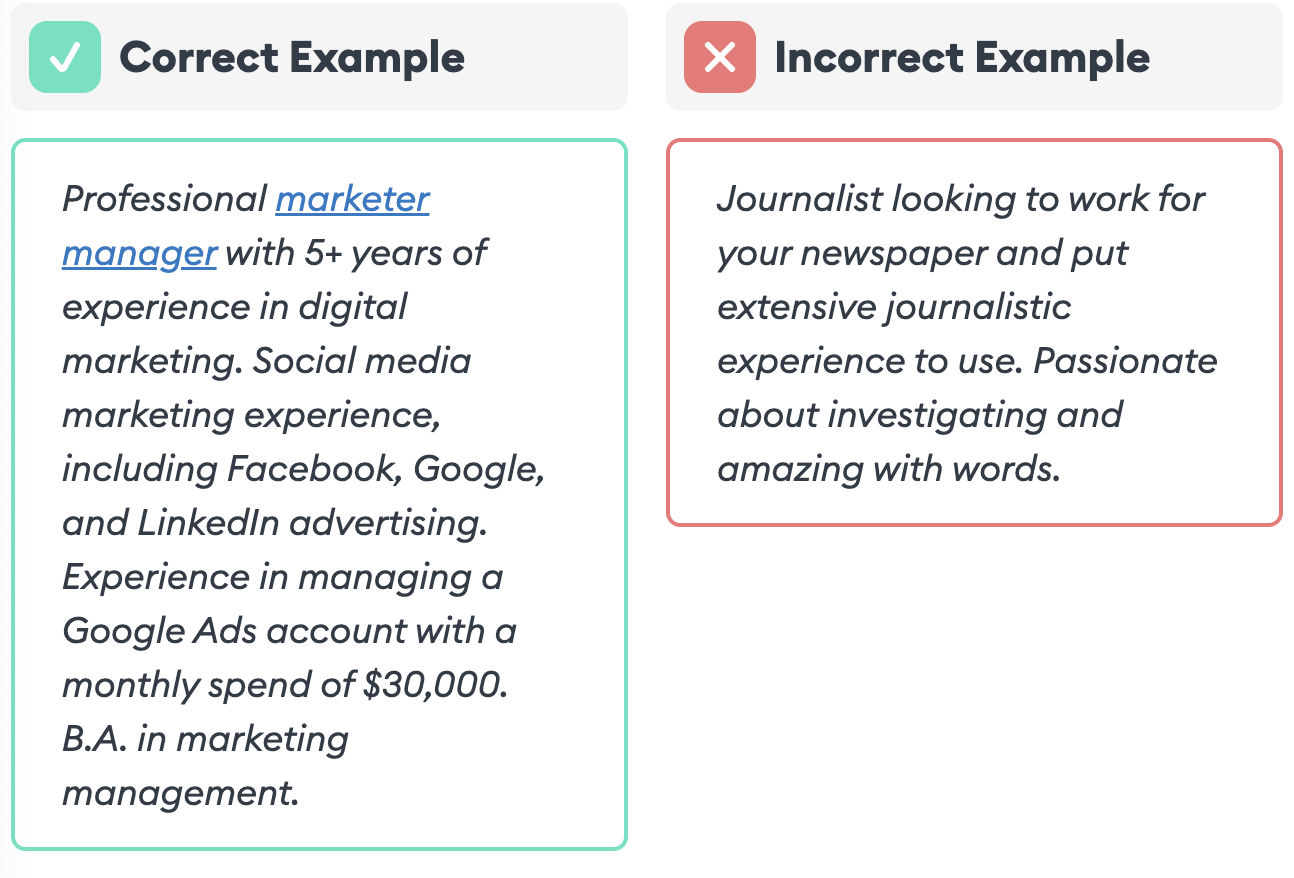 Correct Example
Professional marketer
manager with 5+ years of
experience in digital
marketing. Social media
marketing experience,
including Facebook, Google,
and LinkedIn advertising.
Experience in managing a
Google Ads account with a
monthly spend of $30,000.
B.A. in marketing
management.
Incorrect Example
Journalist looking to work for
your newspaper and put
extensive journalistic
experience to use. Passionate
about investigating and
amazing with words.